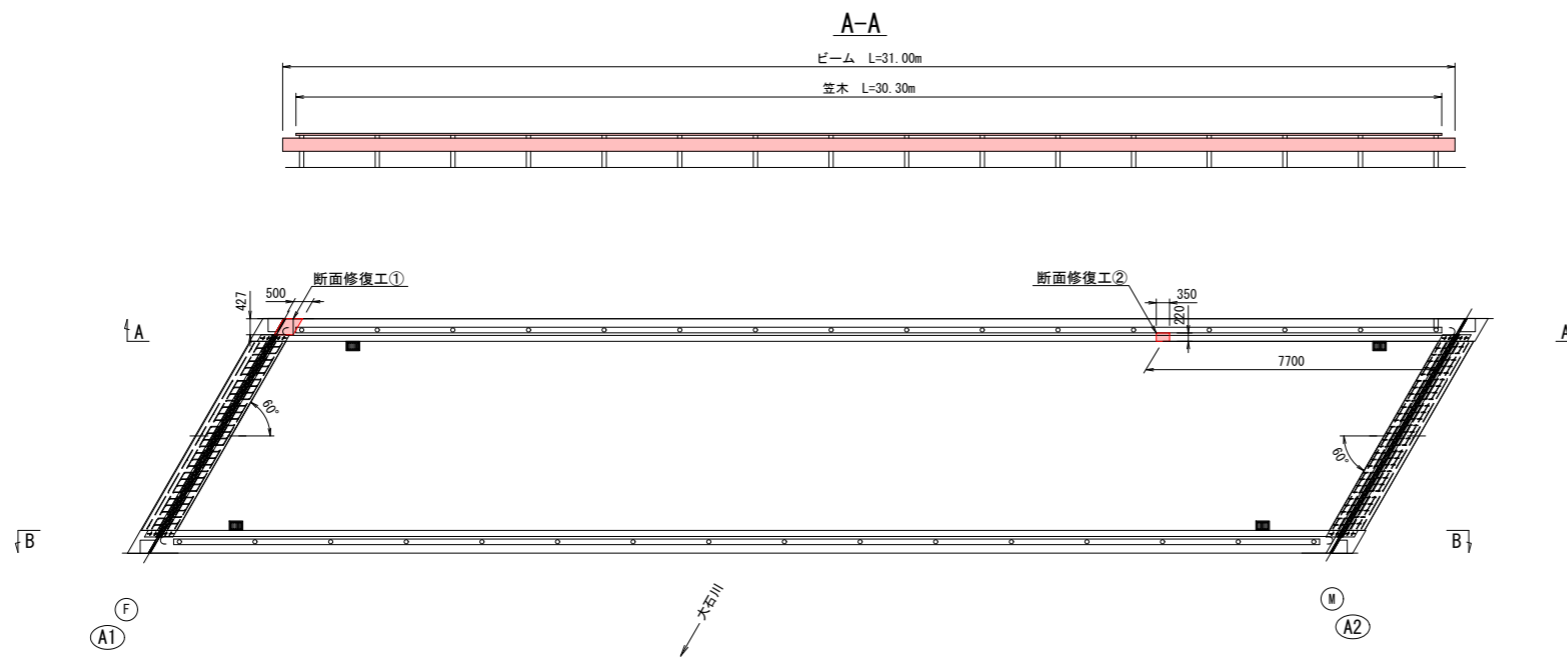 A-A
ビーム L=31.00m
笠木 L=30.30m
断面修復工①
500
427
断面修復工②
350
220
A
A
7700
60°
60°
B
B
大石川
F
A1
M
A2